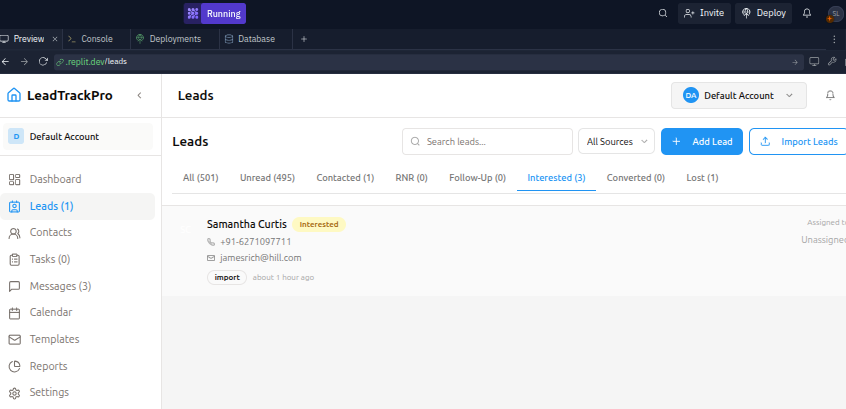 Running
Invite
Deploy
SL
Preview
Console
Deployments
Database
.replit.dev/leads
LeadTrackPro
Leads
DA Default Account
D Default Account
Leads
Search leads...
All Sources
Add Lead
Import Leads
All (501)
Unread (495)
Contacted (1)
RNR (0)
Follow-Up (0)
Interested (3)
Converted (0)
Lost (1)
Dashboard
Leads (1)
Contacts
Tasks (0)
Messages (3)
Calendar
Templates
Reports
Settings
Samantha Curtis Interested
+91-6271097711
jamesrich@hill.com
import about 1 hour ago
Assigned to
Unassigned